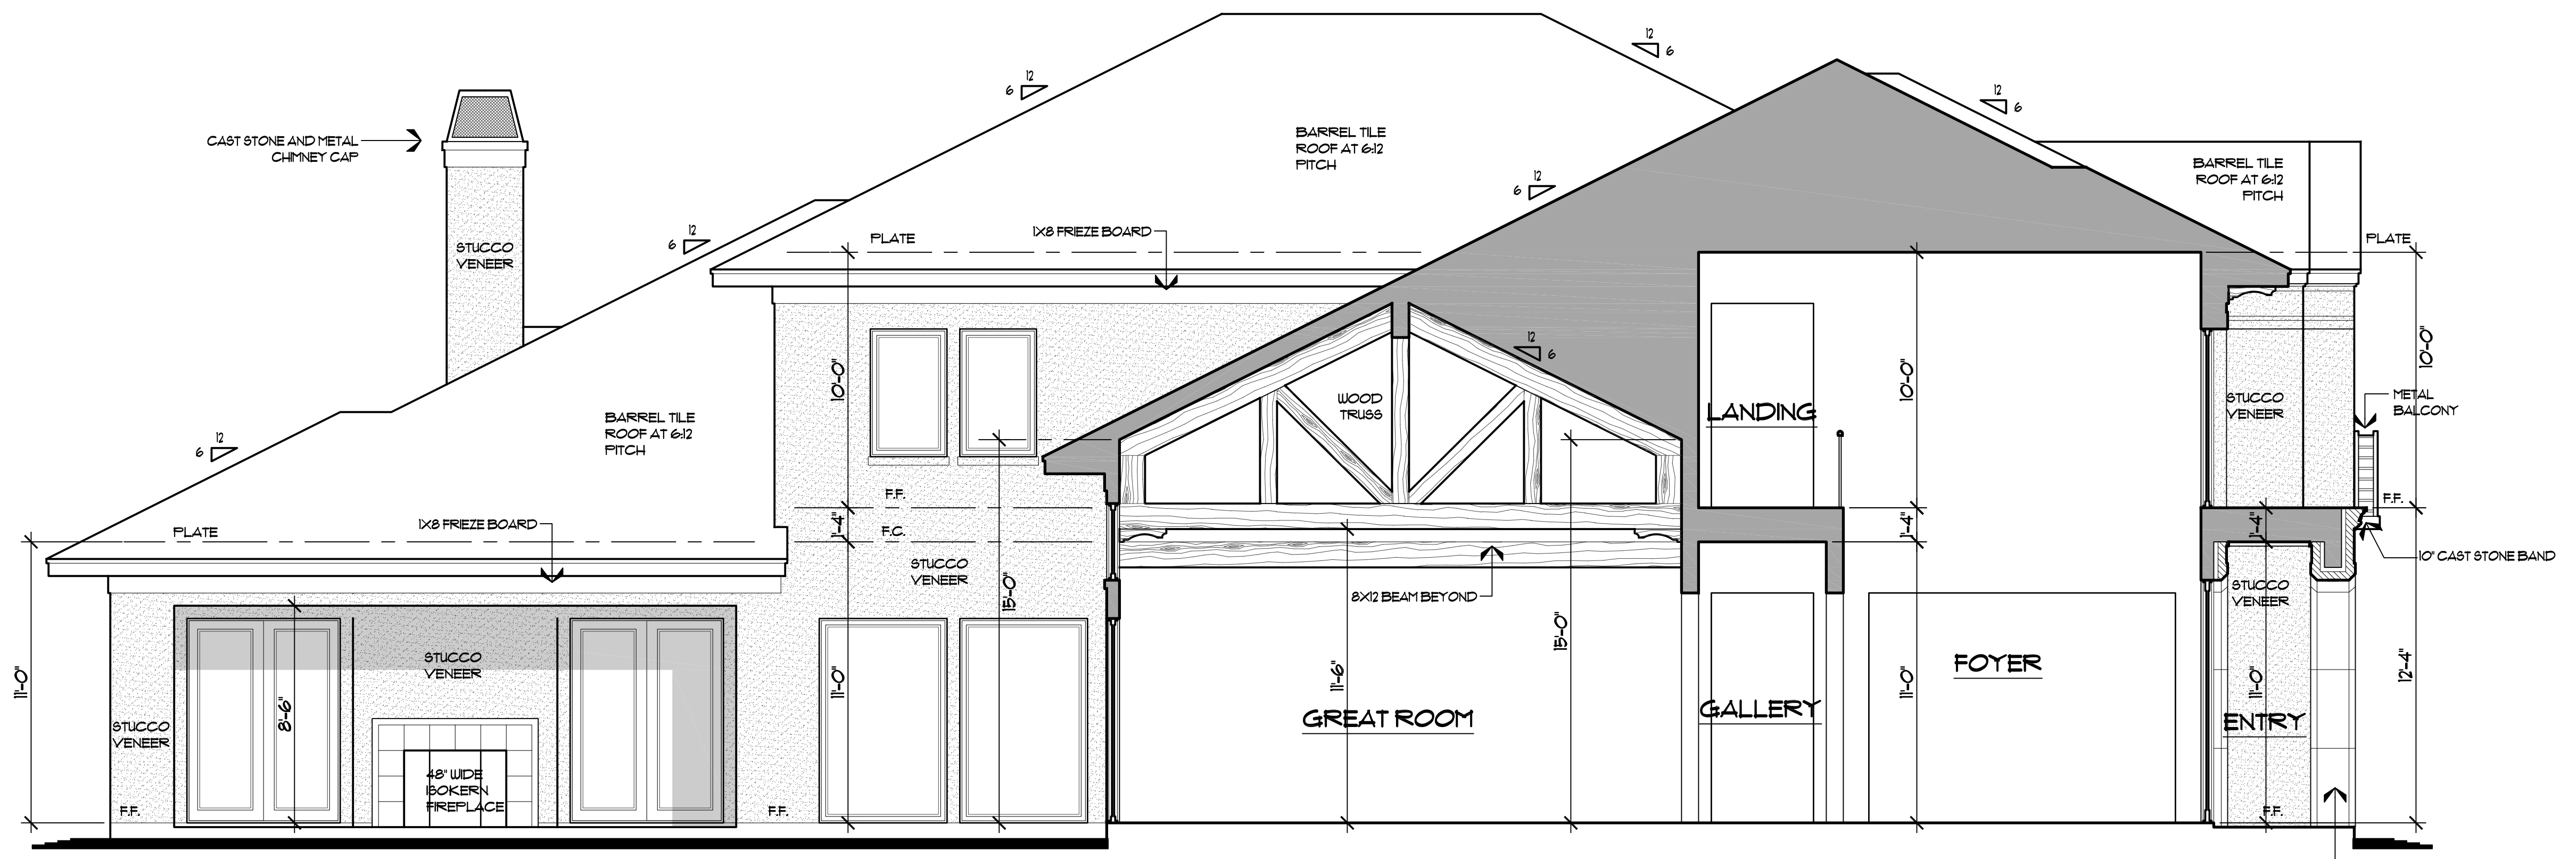 12
6
12
6
12
6
CAST STONE AND METAL
CHIMNEY CAP
BARREL TILE
ROOF AT 6:12
PITCH
BARREL TILE
ROOF AT 6:12
PITCH
12
6
STUCCO
VENEER
12
6
1X8 FRIEZE BOARD
PLATE
PLATE
12
6
10'-0"
10'-0"
10'-0"
WOOD
TRUSS
LANDING
STUCCO
VENEER
METAL
BALCONY
BARREL TILE
ROOF AT 6:12
PITCH
12
6
F.F.
F.F.
1'-4"
F.C.
1'-4"
1'-4"
1X8 FRIEZE BOARD
PLATE
10" CAST STONE BAND
STUCCO
VENEER
STUCCO
VENEER
8X12 BEAM BEYOND
15'-0"
15'-0"
STUCCO
VENEER
FOYER
11'-0"
8'-6"
11'-0"
11'-6"
11'-0"
11'-0"
12'-4"
GREAT ROOM
GALLERY
ENTRY
STUCCO
VENEER
48" WIDE
ISOKERN
FIREPLACE
F.F.
F.F.
F.F.